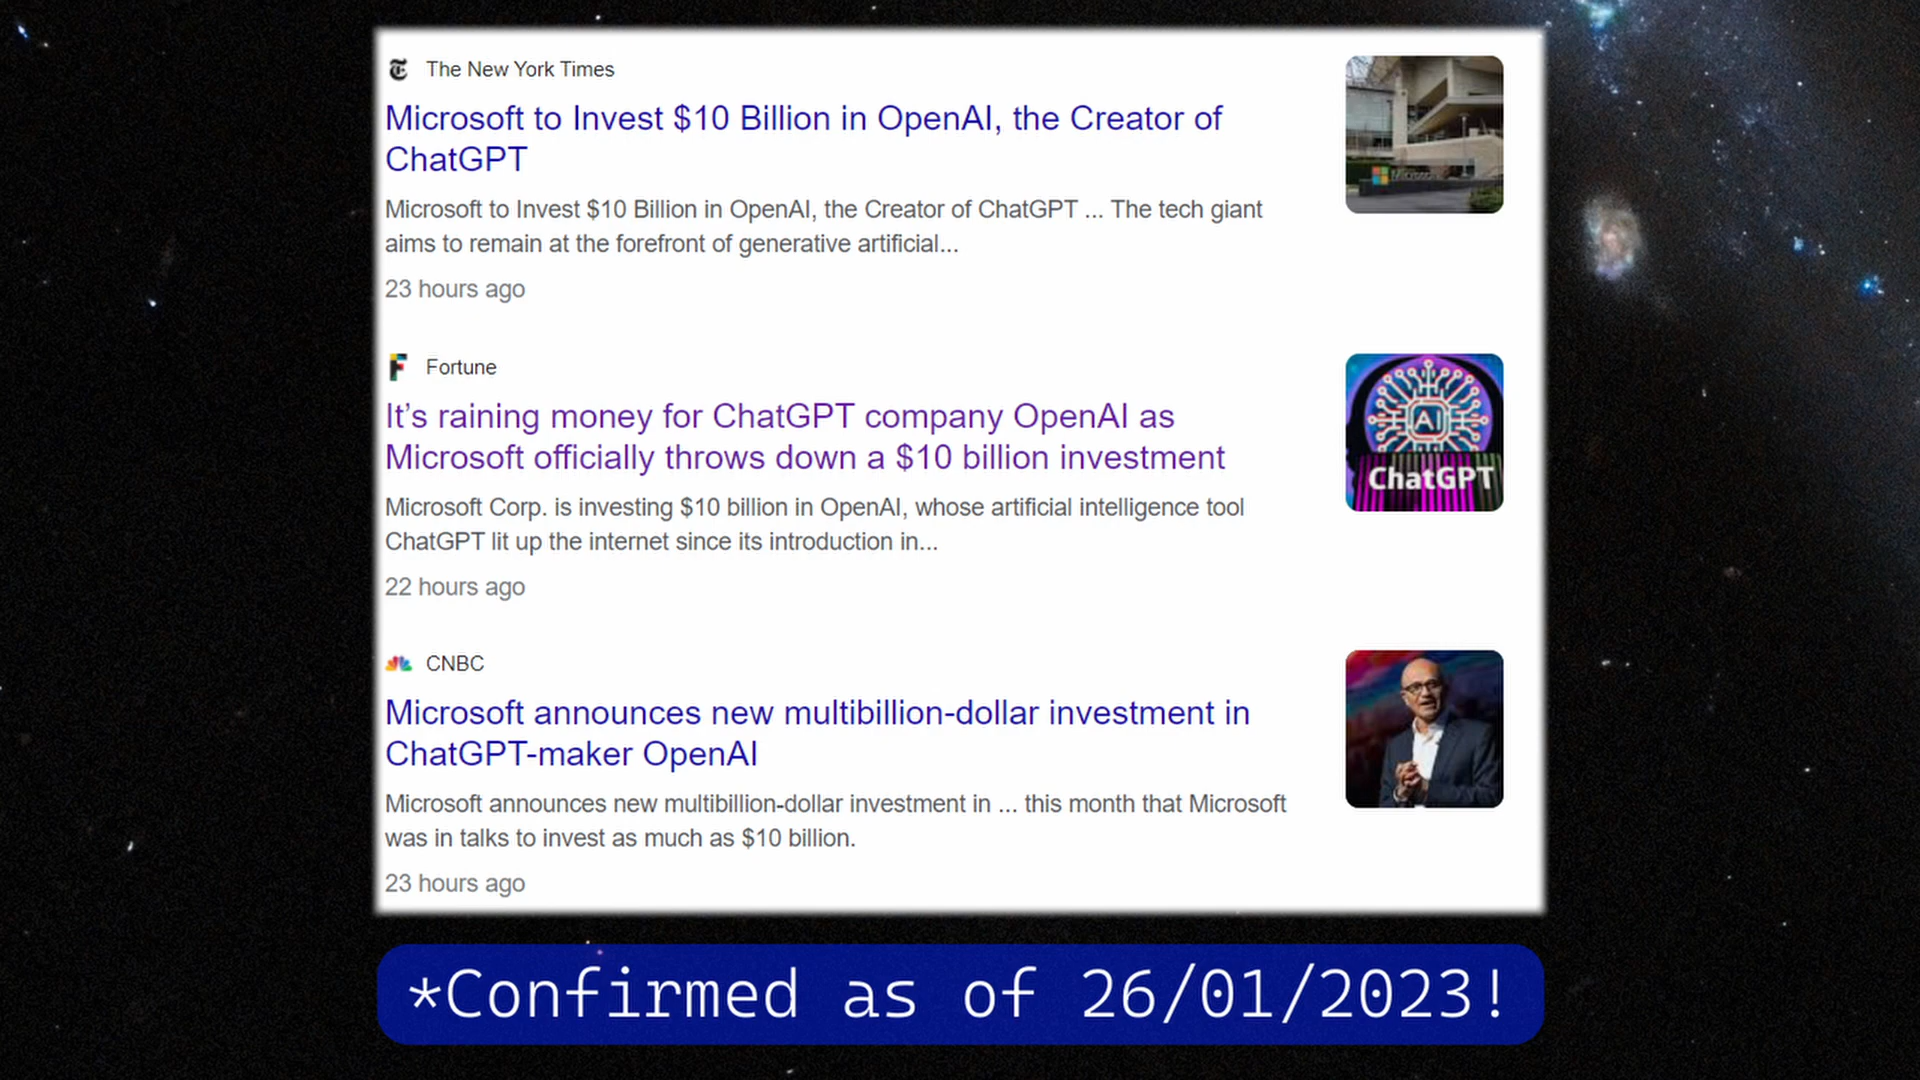 The New York Times
Microsoft to Invest $10 Billion in OpenAI, the Creator of
ChatGPT
Microsoft to Invest $10 Billion in OpenAI, the Creator of ChatGPT ... The tech giant
aims to remain at the forefront of generative artificial...
23 hours ago
Microsoft
Fortune
It’s raining money for ChatGPT company OpenAI as
Microsoft officially throws down a $10 billion investment
Microsoft Corp. is investing $10 billion in OpenAI, whose artificial intelligence tool
ChatGPT lit up the internet since its introduction in...
22 hours ago
AI
ChatGPT
CNBC
Microsoft announces new multibillion-dollar investment in
ChatGPT-maker OpenAI
Microsoft announces new multibillion-dollar investment in ... this month that Microsoft
was in talks to invest as much as $10 billion.
23 hours ago
*Confirmed as of 26/01/2023!